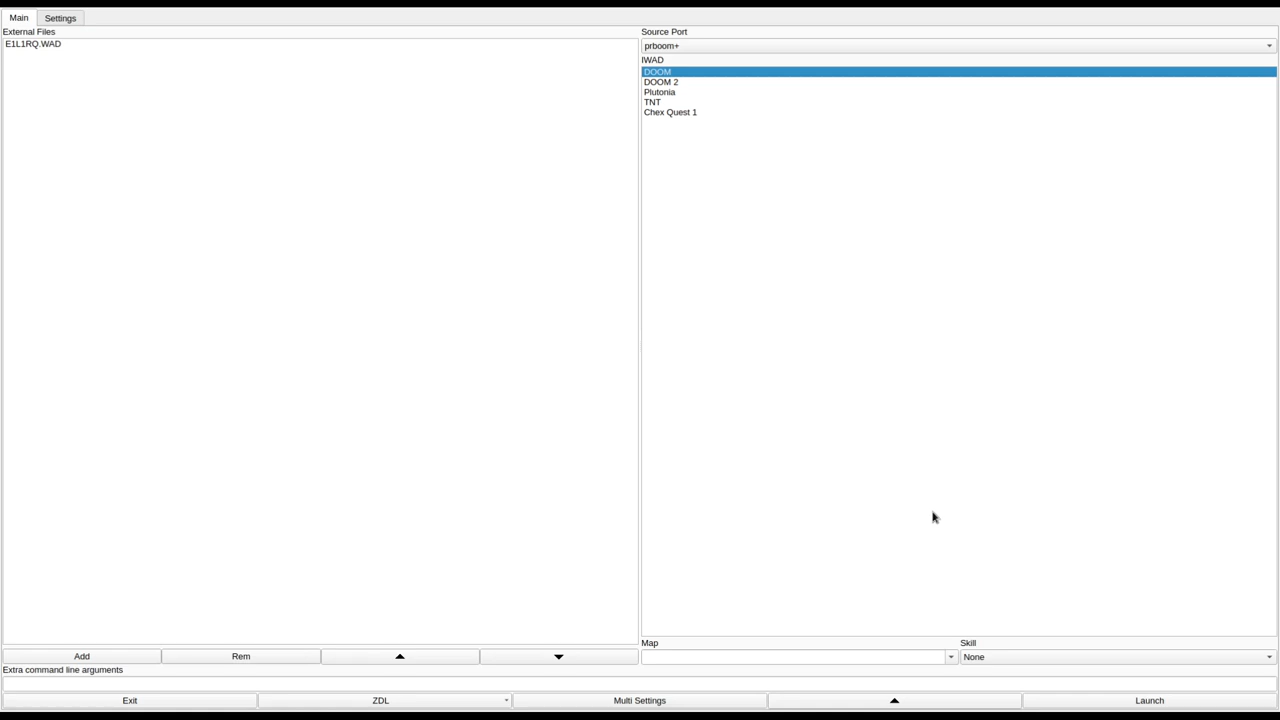 Main Settings
External Files
E1L1RQ.WAD
Source Port
prboom+
IWAD
DOOM
DOOM 2
Plutonia
TNT
Chex Quest 1
Map Skill
None
Add Rem
Extra command line arguments
Exit ZDL Multi Settings Launch